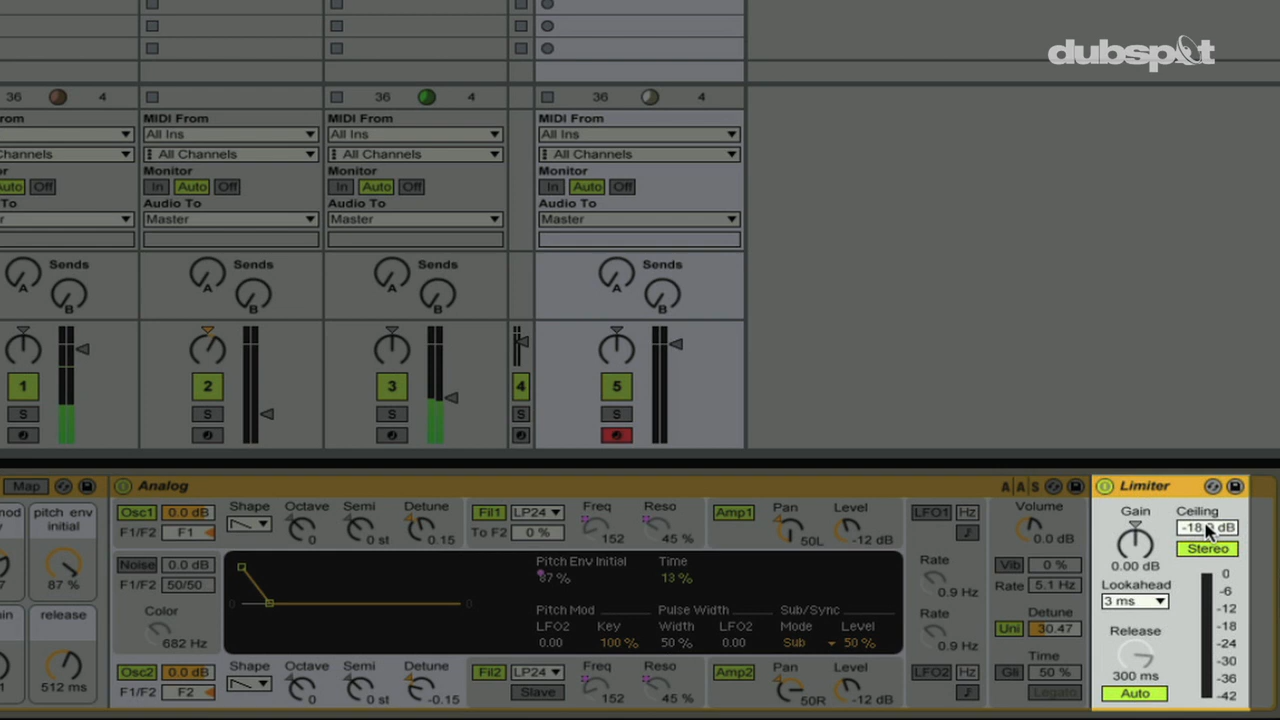 dubspot
36 4 36 4 36 4
rom MIDI From MIDI From MIDI From
All Ins All Ins All Ins
hannels All Channels All Channels All Channels
r Monitor Monitor Monitor
Auto Off In Auto Off In Auto Off In Auto Off
To Audio To Audio To Audio To
r Master Master Master
Sends Sends Sends Sends
A A A A
B B B B
1 2 3 4 5
S S S S S
Map Analog A A S Limiter
mod pitch env initial
87 %
release
512 ms
Osc1 0.0 dB Shape Octave Semi Detune
F1/F2 F1 0 0 st 0.15
Fil1 LP24 Freq Reso
To F2 0 % 152 45 %
Amp1 Pan Level
50L -12 dB
LFO1 Hz
Volume
0.0 dB
Noise 0.0 dB
F1/F2 50/50
Color
682 Hz
0 0
Pitch Env Initial Time
87 % 13 %
Pitch Mod Pulse Width Sub/Sync
LFO2 Key Width LFO2 Mode Level
0.00 100 % 50 % 0.00 Sub 50 %
Rate
0.9 Hz
Rate
0.9 Hz
Vib 0 %
Rate 5.1 Hz
Detune
Uni 30.47
Time
Gli 50 %
Legato
Osc2 0.0 dB Shape Octave Semi Detune
F1/F2 F2 0 0 st -0.15
Fil2 LP24 Freq Reso
Slave 152 45 %
Amp2 Pan Level
50R -12 dB
LFO2 Hz
Gain Ceiling
dB
0.00 dB Stereo
Lookahead
3 ms
Release
300 ms
Auto
0
-6
-12
-18
-24
-30
-36
-42